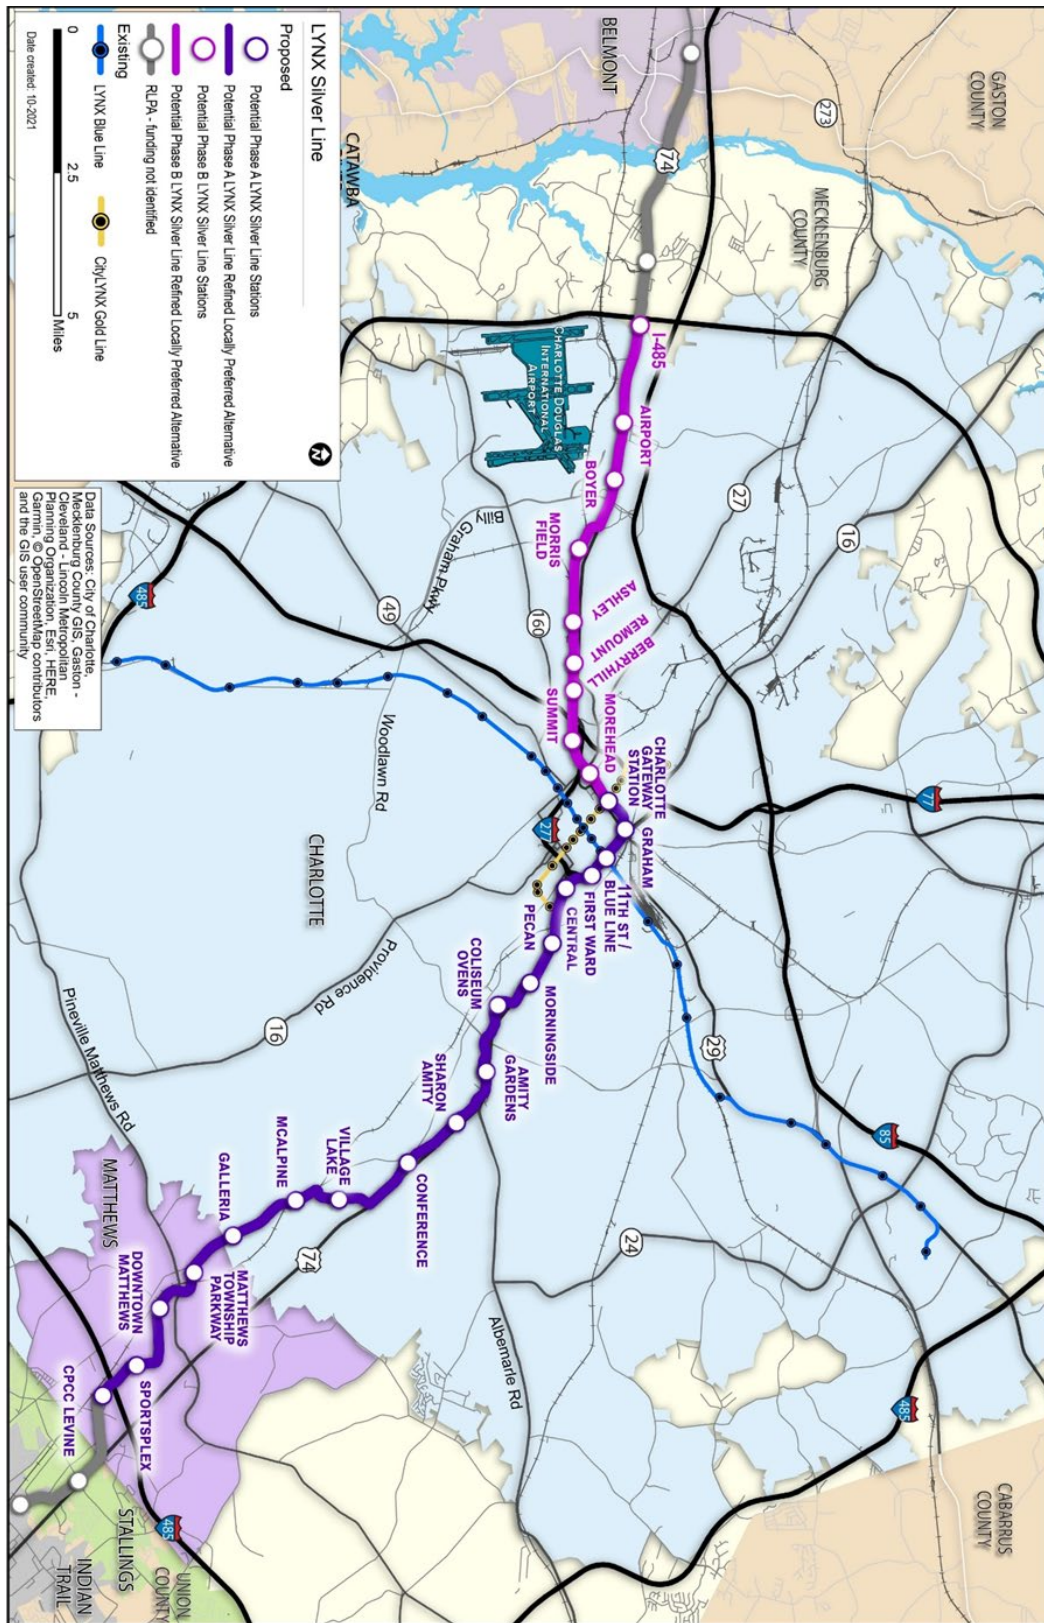 LYNX Silver Line
Proposed
Potential Phase A LYNX Silver Line Stations
Potential Phase A LYNX Silver Line Refined Locally Preferred Alternative
Potential Phase B LYNX Silver Line Stations
Potential Phase B LYNX Silver Line Refined Locally Preferred Alternative
RLPA - funding not identified
Existing
LYNX Blue Line
CityLYNX Gold Line
0
2.5
5
Miles
Date created: 10-2021
N
Data Sources: City of Charlotte,
Mecklenburg County GIS, Gaston -
Cleveland - Lincoln Metropolitan
Planning Organization, Esri, HERE,
Garmin, © OpenStreetMap contributors
and the GIS user community
GASTON
COUNTY
BELMONT
273
74
CATAWBA
MECKLENBURG
COUNTY
I-485
AIRPORT
BOYER
MORRIS
FIELD
ASHLEY
REMOUNT
BERRYHILL
SUMMIT
MOREHEAD
CHARLOTTE
GATEWAY
STATION
GRAHAM
11TH ST /
BLUE LINE
FIRST WARD
CENTRAL
PECAN
MORNINGSIDE
COLISEUM
OVENS
AMITY
GARDENS
SHARON
AMITY
CONFERENCE
VILLAGE
LAKE
MCALPINE
GALLERIA
MATTHEWS
TOWNSHIP
PARKWAY
DOWNTOWN
MATTHEWS
SPORTSPLEX
CPCC LEVINE
CHARLOTTE DOUGLAS
INTERNATIONAL
AIRPORT
Billy
Graham Pkwy
27
16
160
49
485
77
277
Woodlawn Rd
CHARLOTTE
Providence Rd
16
Pineville Matthews Rd
29
85
24
74
Albemarle Rd
MATTHEWS
485
485
CABARRUS
COUNTY
STALLINGS
UNION
COUNTY
INDIAN
TRAIL